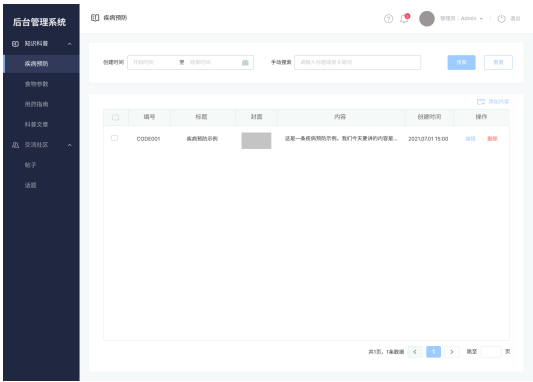 后台管理系统
疾病预防
管理员：Admin
退出
知识科普
疾病预防
食物参数
用药指南
科普文章
交流社区
帖子
话题
创建时间 开始时间 至 结束时间
手动搜索 请输入标题或者关键词
搜索 重置
添加内容
编号 标题 封面 内容 创建时间 操作
CODE001 疾病预防示例 这是一条疾病预防示例，我们今天要讲的内容是... 2021.07.01 15:00 编辑 删除
共1页，1条数据 < 1 > 跳至 页